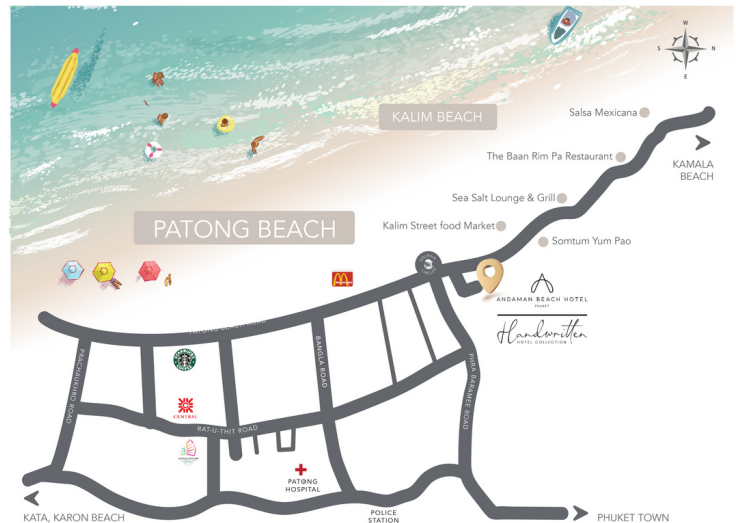 W
S
N
E
Salsa Mexicana
KALIM BEACH
The Baan Rim Pa Restaurant
KAMALA
BEACH
Sea Salt Lounge & Grill
PATONG BEACH
Kalim Street food Market
Somtum Yum Pao
ANDAMAN BEACH HOTEL
PHUKET
Handwritten
HOTEL COLLECTION
BANGLA ROAD
PRACHAUKHRO ROAD
PHRA BARAMEE ROAD
CENTRAL
RAT-U-THIT ROAD
PATONG
HOSPITAL
POLICE
STATION
KATA, KARON BEACH
PHUKET TOWN